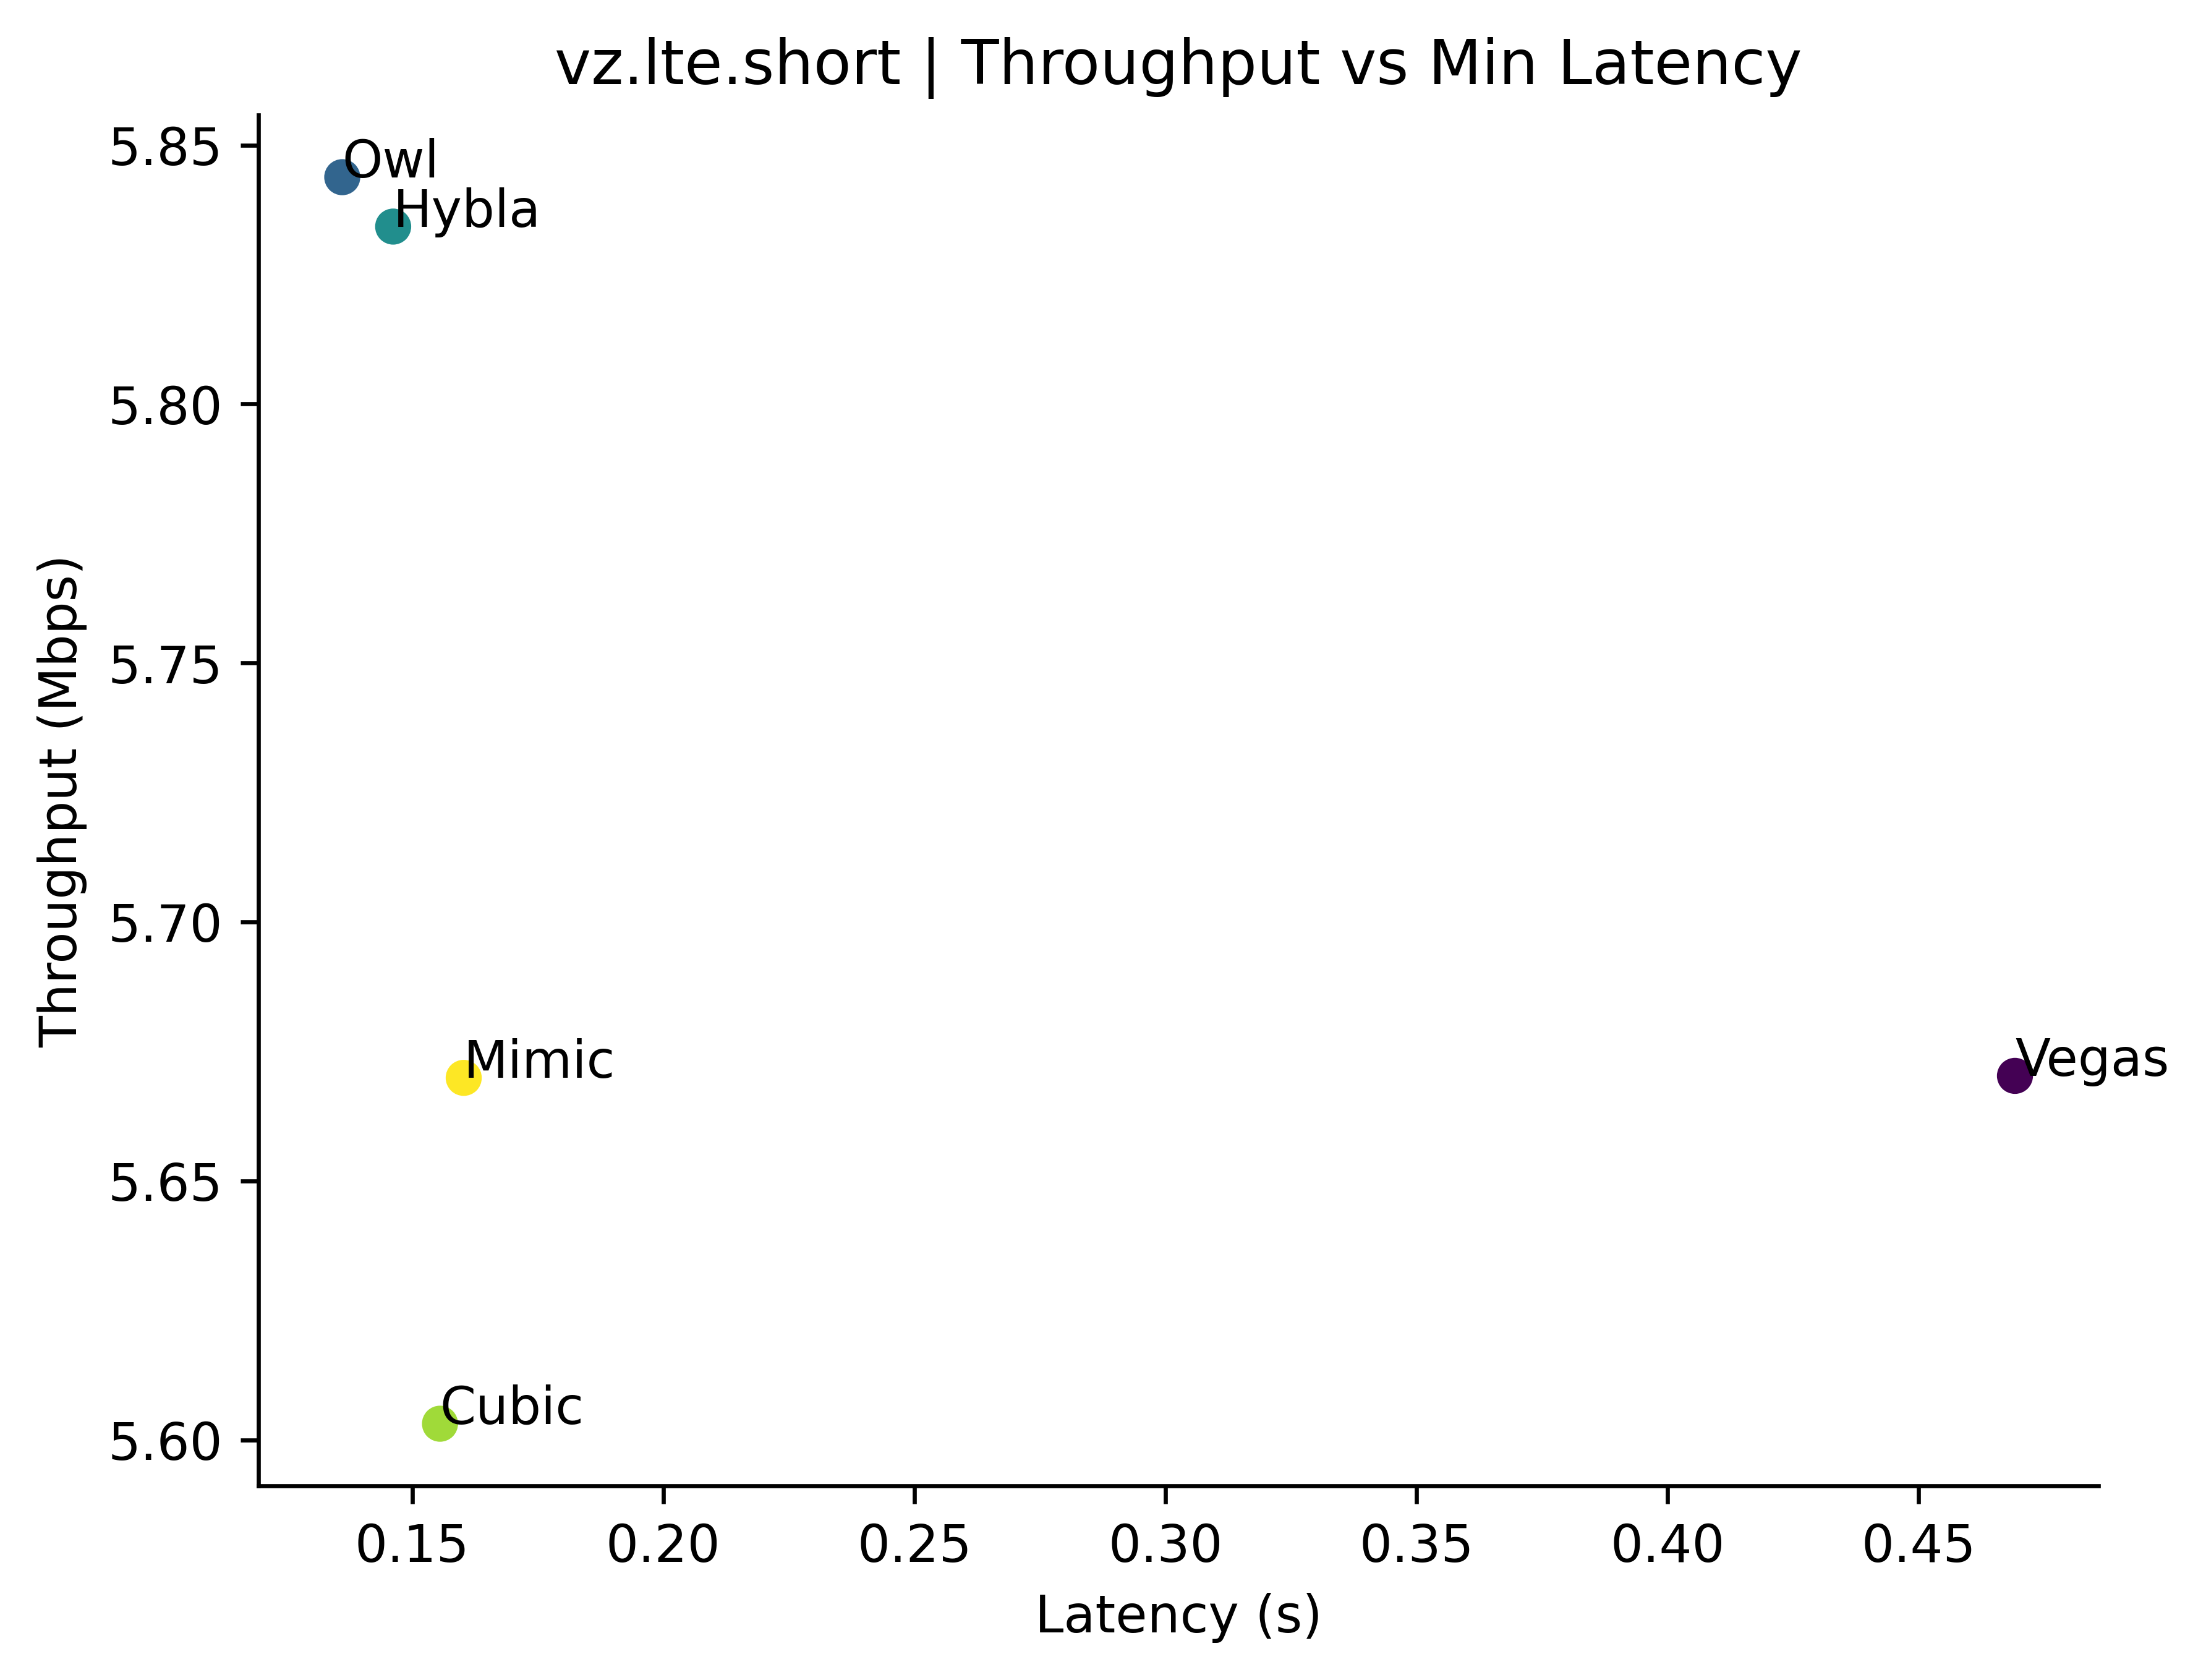 vz.lte.short | Throughput vs Min Latency
Throughput (Mbps)
5.85
5.80
5.75
5.70
5.65
5.60
Owl
Hybla
Mimic
Vegas
Cubic
0.15 0.20 0.25 0.30 0.35 0.40 0.45
Latency (s)